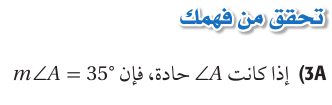 تحقق من فهمك
3A) إذا كانت ∠A حادة، فإن m∠A = 35°